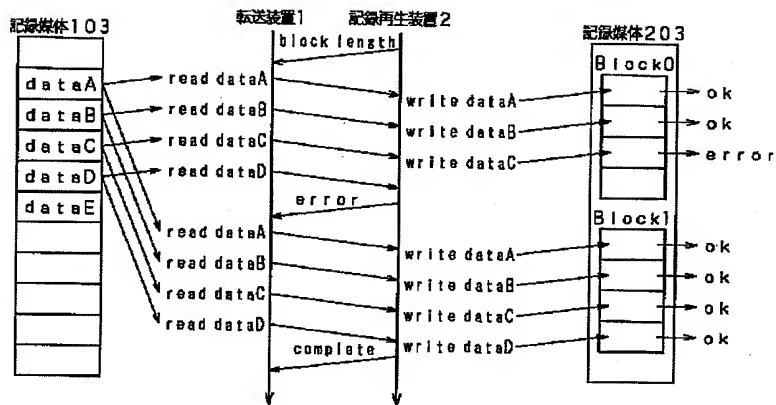 記録媒体103
転送装置1
記録再生装置2
記録媒体203
block length
Block0
dataA
read dataA
write dataA
ok
dataB
read dataB
write dataB
ok
dataC
read dataC
write dataC
error
dataD
read dataD
error
dataE
Block1
read dataA
write dataA
ok
read dataB
write dataB
ok
read dataC
write dataC
ok
read dataD
write dataD
ok
complete